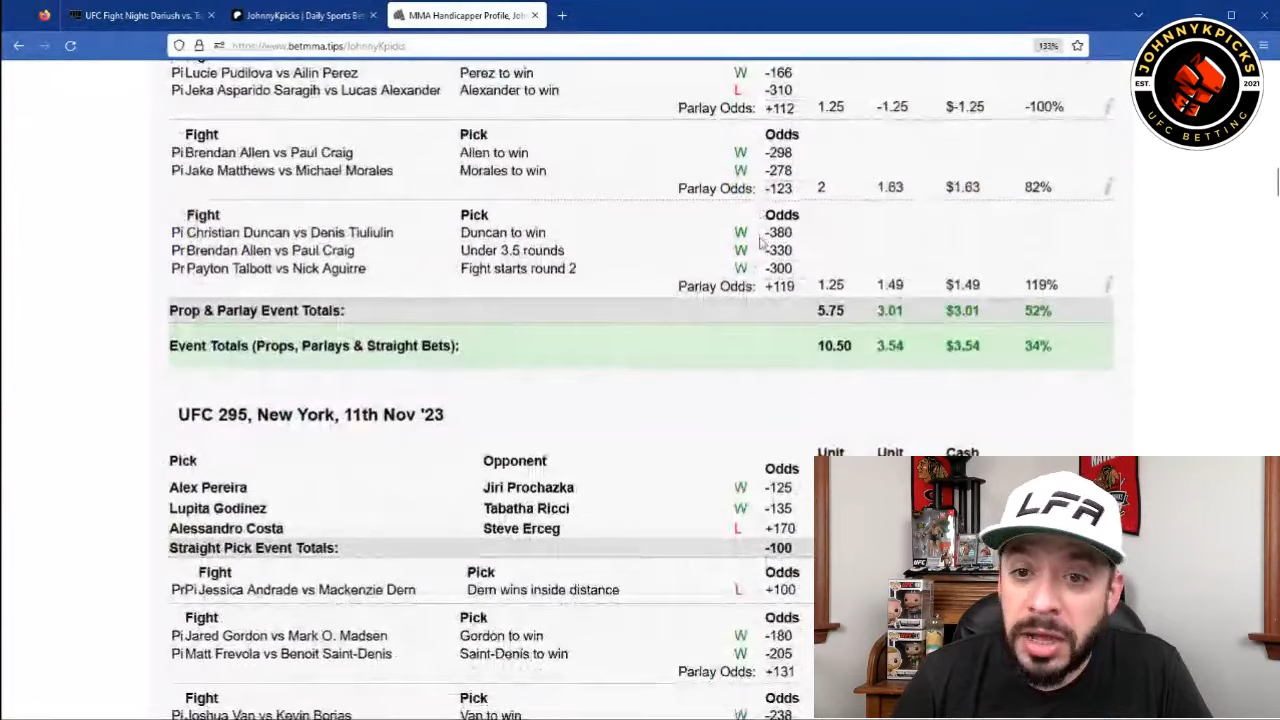 UFC Fight Night: Dariush vs. T
JohnnyKpicks | Daily Sports Be
MMA Handicapper Profile, Joh
https://www.betmma.tips/JohnnyKpicks
133%
JOHNNYKPICKS
EST.
2021
UFC BETTING
Pi Lucie Pudilova vs Ailin Perez Perez to win W -166
Pi Jeka Asparido Saragih vs Lucas Alexander Alexander to win L -310
Parlay Odds: +112 1.25 -1.25 $-1.25 -100%
Fight Pick Odds
Pi Brendan Allen vs Paul Craig Allen to win W -298
Pi Jake Matthews vs Michael Morales Morales to win W -278
Parlay Odds: -123 2 1.63 $1.63 82%
Fight Pick Odds
Pi Christian Duncan vs Denis Tiuliulin Duncan to win W -380
Pr Brendan Allen vs Paul Craig Under 3.5 rounds W -330
Pr Payton Talbott vs Nick Aguirre Fight starts round 2 W -300
Parlay Odds: +119 1.25 1.49 $1.49 119%
Prop & Parlay Event Totals: 5.75 3.01 $3.01 52%
Event Totals (Props, Parlays & Straight Bets): 10.50 3.54 $3.54 34%
UFC 295, New York, 11th Nov '23
Unit Unit Cash
Pick Opponent Odds
Alex Pereira Jiri Prochazka W -125
Lupita Godinez Tabatha Ricci W -135
Alessandro Costa Steve Erceg L +170
Straight Pick Event Totals: -100
Fight Pick Odds
PrPi Jessica Andrade vs Mackenzie Dern Dern wins inside distance L +100
Fight Pick Odds
Pi Jared Gordon vs Mark O. Madsen Gordon to win W -180
Pi Matt Frevola vs Benoit Saint-Denis Saint-Denis to win W -205
Parlay Odds: +131
Fight Pick Odds
Pi Joshua Van vs Kevin Borjas Van to win W -238
LFA